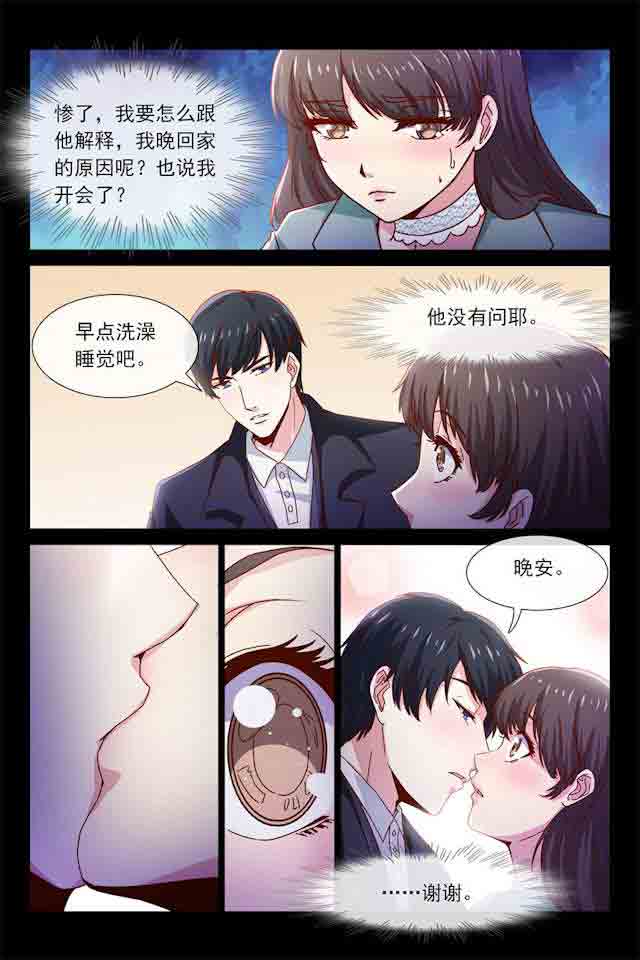 惨了，我要怎么跟
他解释，我晚回家
的原因呢？也说我
开会了？
早点洗澡
睡觉吧。
他没有问耶。
晚安。
……谢谢。